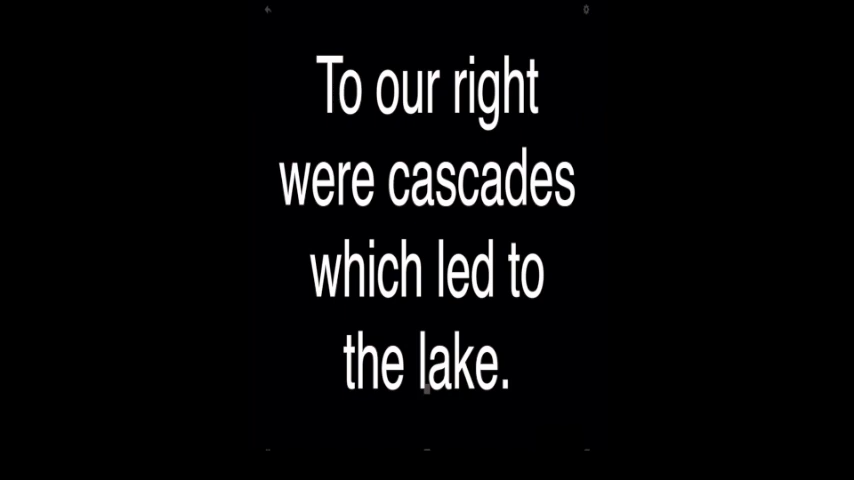 To our right
were cascades
which led to
the lake.